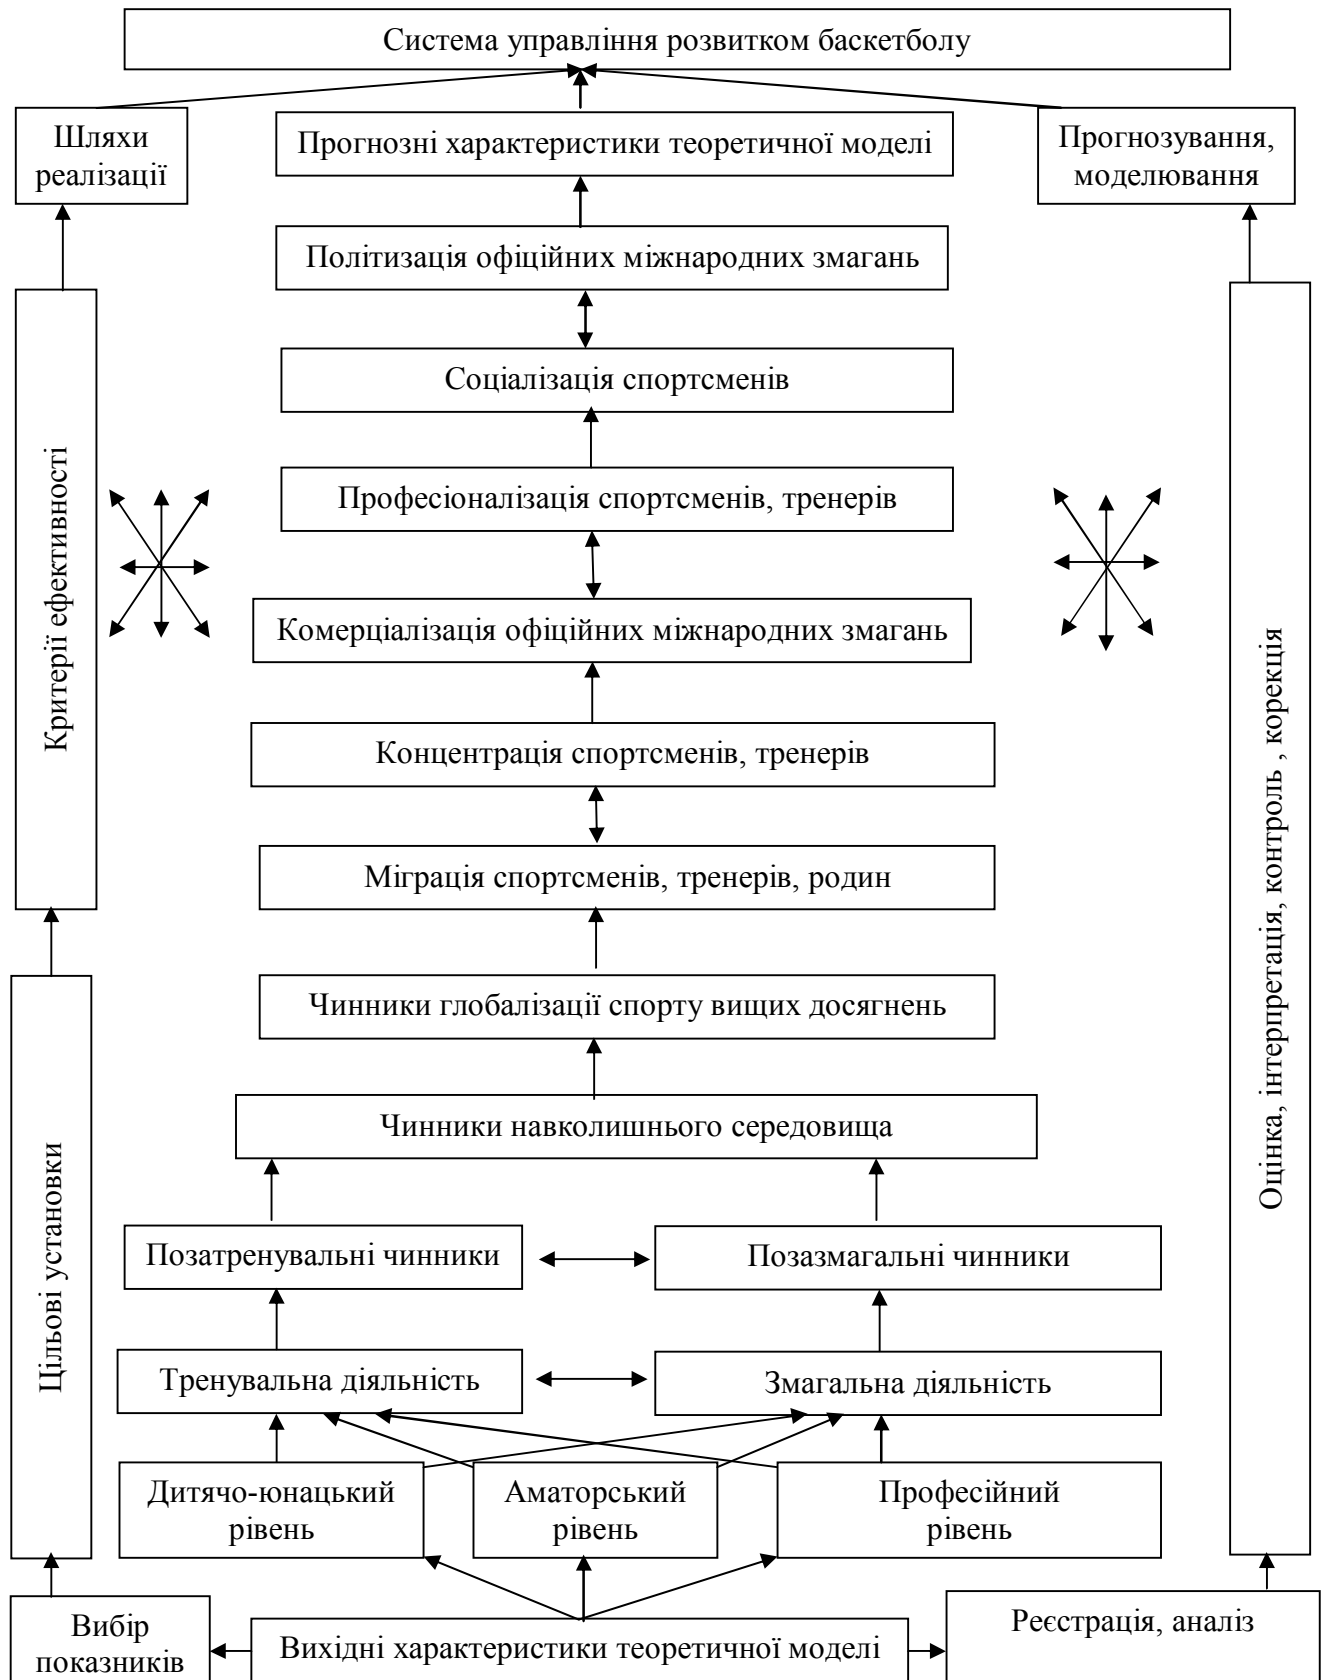 Система управління розвитком баскетболу
Шляхи
реалізації
Прогнозні характеристики теоретичної моделі
Прогнозування,
моделювання
Політизація офіційних міжнародних змагань
Соціалізація спортсменів
Професіоналізація спортсменів, тренерів
Комерціалізація офіційних міжнародних змагань
Концентрація спортсменів, тренерів
Міграція спортсменів, тренерів, родин
Чинники глобалізації спорту вищих досягнень
Чинники навколишнього середовища
Критерії ефективності
Цільові установки
Оцінка, інтерпретація, контроль , корекція
Позатренувальні чинники
Позазмагальні чинники
Тренувальна діяльність
Змагальна діяльність
Дитячо-юнацький
рівень
Аматорський
рівень
Професійний
рівень
Вибір
показників
Вихідні характеристики теоретичної моделі
Реєстрація, аналіз